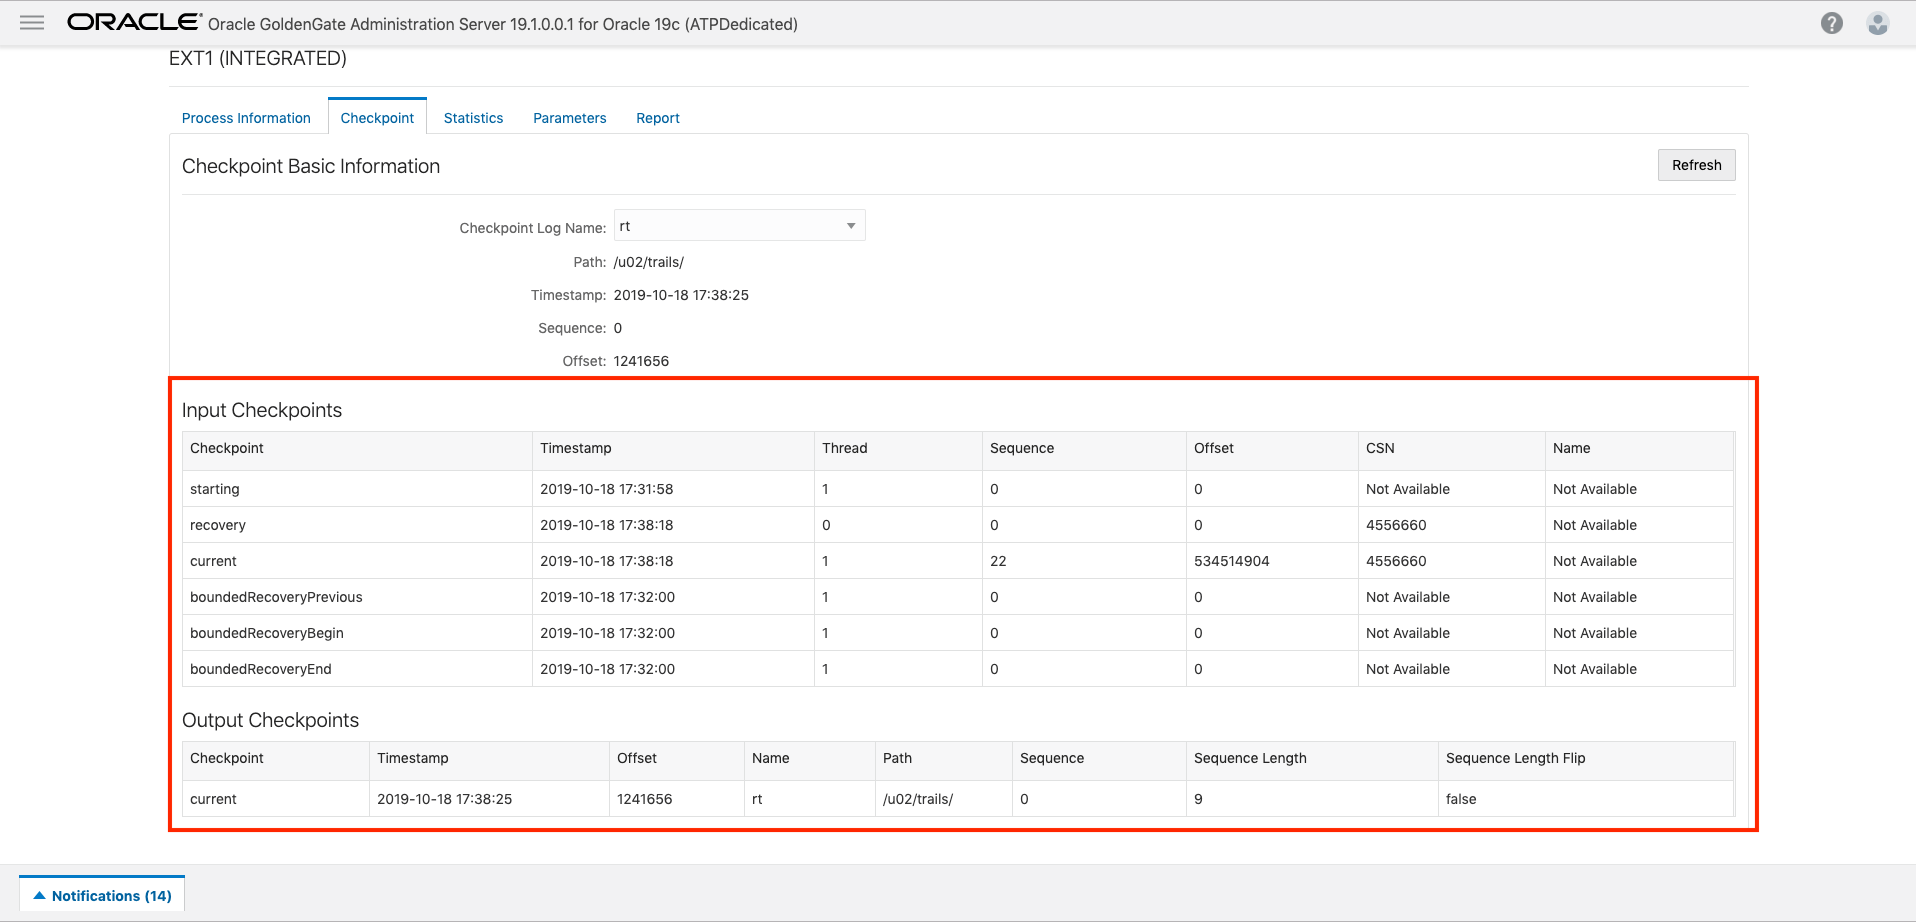 ORACLE® Oracle GoldenGate Administration Server 19.1.0.0.1 for Oracle 19c (ATPDedicated) ?
EXT1 (INTEGRATED)
Process Information Checkpoint Statistics Parameters Report
Checkpoint Basic Information Refresh
Checkpoint Log Name: rt
Path: /u02/trails/
Timestamp: 2019-10-18 17:38:25
Sequence: 0
Offset: 1241656
Input Checkpoints
Checkpoint Timestamp Thread Sequence Offset CSN Name
starting 2019-10-18 17:31:58 1 0 0 Not Available Not Available
recovery 2019-10-18 17:38:18 0 0 0 4556660 Not Available
current 2019-10-18 17:38:18 1 22 534514904 4556660 Not Available
boundedRecoveryPrevious 2019-10-18 17:32:00 1 0 0 Not Available Not Available
boundedRecoveryBegin 2019-10-18 17:32:00 1 0 0 Not Available Not Available
boundedRecoveryEnd 2019-10-18 17:32:00 1 0 0 Not Available Not Available
Output Checkpoints
Checkpoint Timestamp Offset Name Path Sequence Sequence Length Sequence Length Flip
current 2019-10-18 17:38:25 1241656 rt /u02/trails/ 0 9 false
Notifications (14)